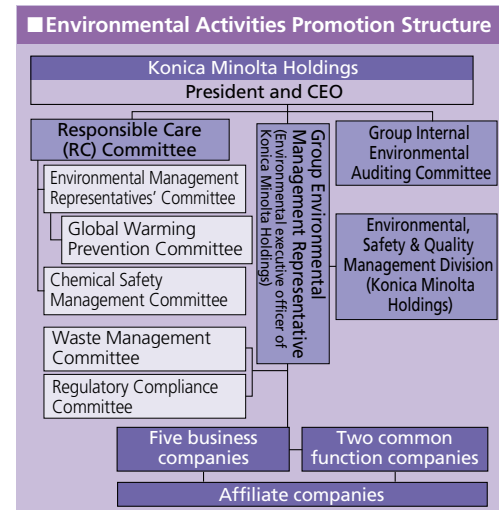 ■Environmental Activities Promotion Structure
Konica Minolta Holdings
President and CEO
Responsible Care
(RC) Committee
Environmental Management
Representatives' Committee
Global Warming
Prevention Committee
Chemical Safety
Management Committee
Waste Management
Committee
Regulatory Compliance
Committee
Group Environmental
Management Representative
(Environmental executive officer of
Konica Minolta Holdings)
Group Internal
Environmental
Auditing Committee
Environmental,
Safety & Quality
Management Division
(Konica Minolta
Holdings)
Five business
companies
Two common
function companies
Affiliate companies